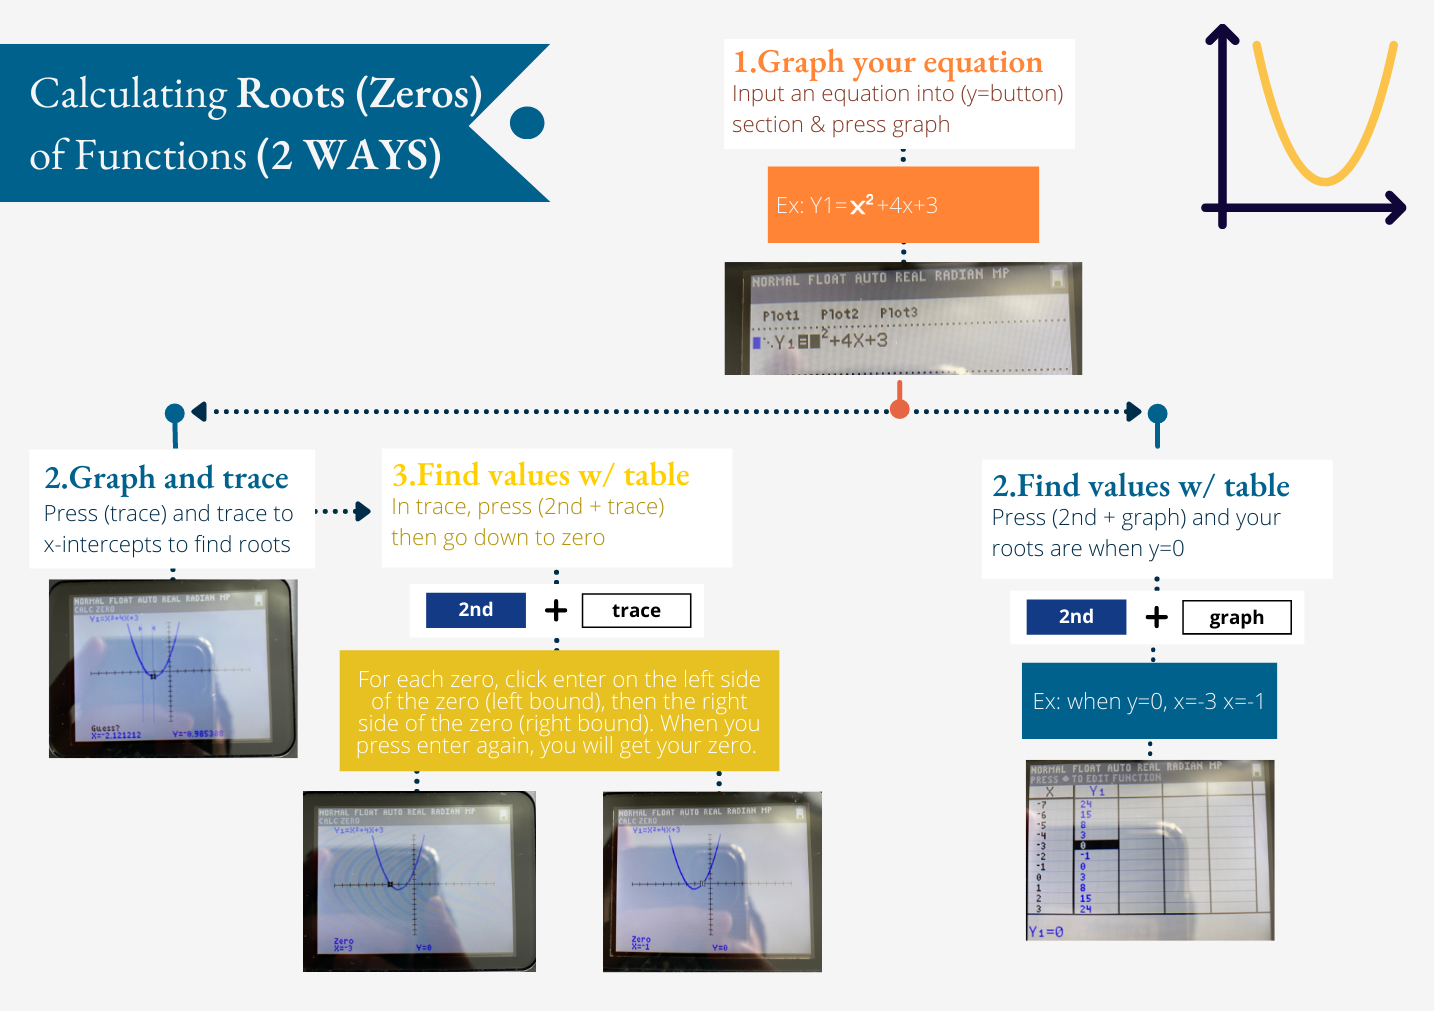 Calculating Roots (Zeros)
of Functions (2 WAYS)
1.Graph your equation
Input an equation into (y=button)
section & press graph
Ex: Y1=x²+4x+3
NORMAL FLOAT AUTO REAL RADIAN MP
Plot1 Plot2 Plot3
Y1=■²+4X+3
2.Graph and trace
Press (trace) and trace to
x-intercepts to find roots
NORMAL FLOAT AUTO REAL RADIAN MP
CALC ZERO
Y1=X²+4X+3
Guess?
X=-2.121212
3.Find values w/ table
In trace, press (2nd + trace)
then go down to zero
2nd + trace
For each zero, click enter on the left side
of the zero (left bound), then the right
side of the zero (right bound). When you
press enter again, you will get your zero.
NORMAL FLOAT AUTO REAL RADIAN MP
CALC ZERO
Y1=X²+4X+3
Zero
X=-3 Y=0
NORMAL FLOAT AUTO REAL RADIAN MP
CALC ZERO
Y1=X²+4X+3
Zero
X=-1 Y=0
2.Find values w/ table
Press (2nd + graph) and your
roots are when y=0
2nd + graph
Ex: when y=0, x=-3 x=-1
NORMAL FLOAT AUTO REAL RADIAN MP
PRESS + TO EDIT FUNCTION
X Y1
-7 24
-6 15
-5 8
-4 3
-3 0
-2 -1
-1 0
0 3
1 8
2 15
3 24
Y1=0